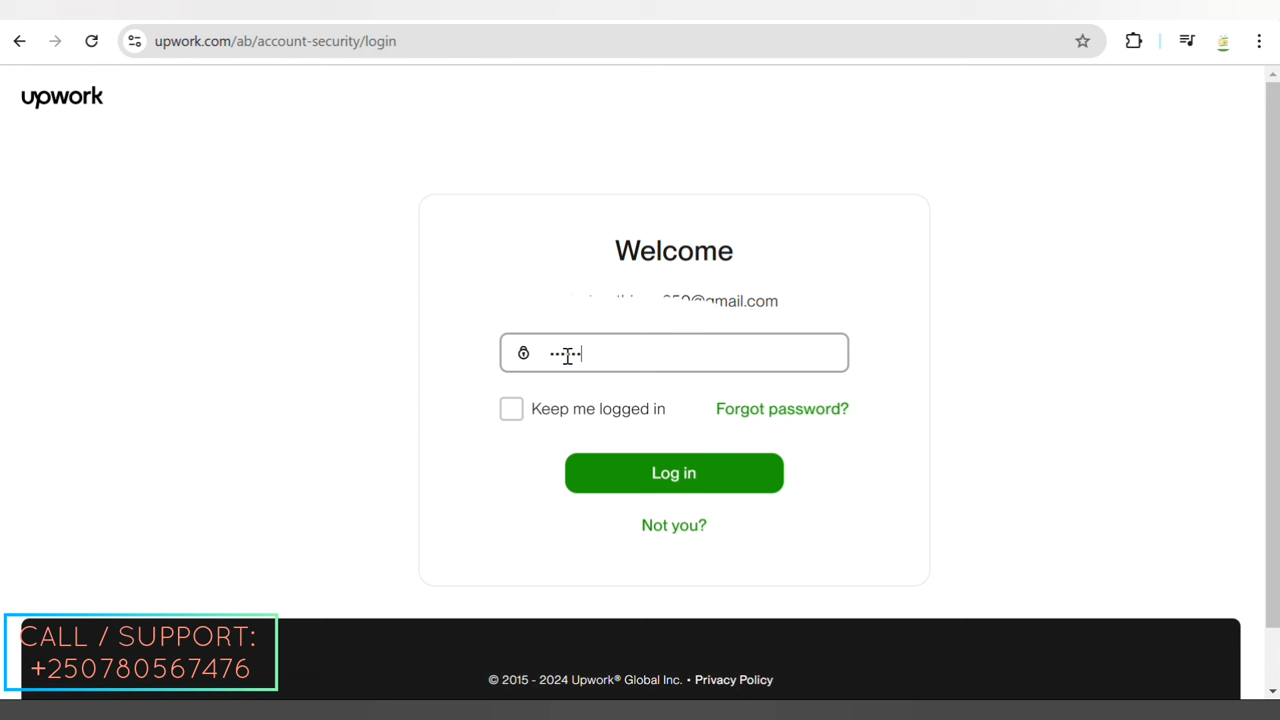 upwork.com/ab/account-security/login
upwork
Welcome
@gmail.com
Keep me logged in
Forgot password?
Log in
Not you?
CALL / SUPPORT:
+250780567476
© 2015 - 2024 Upwork® Global Inc. • Privacy Policy